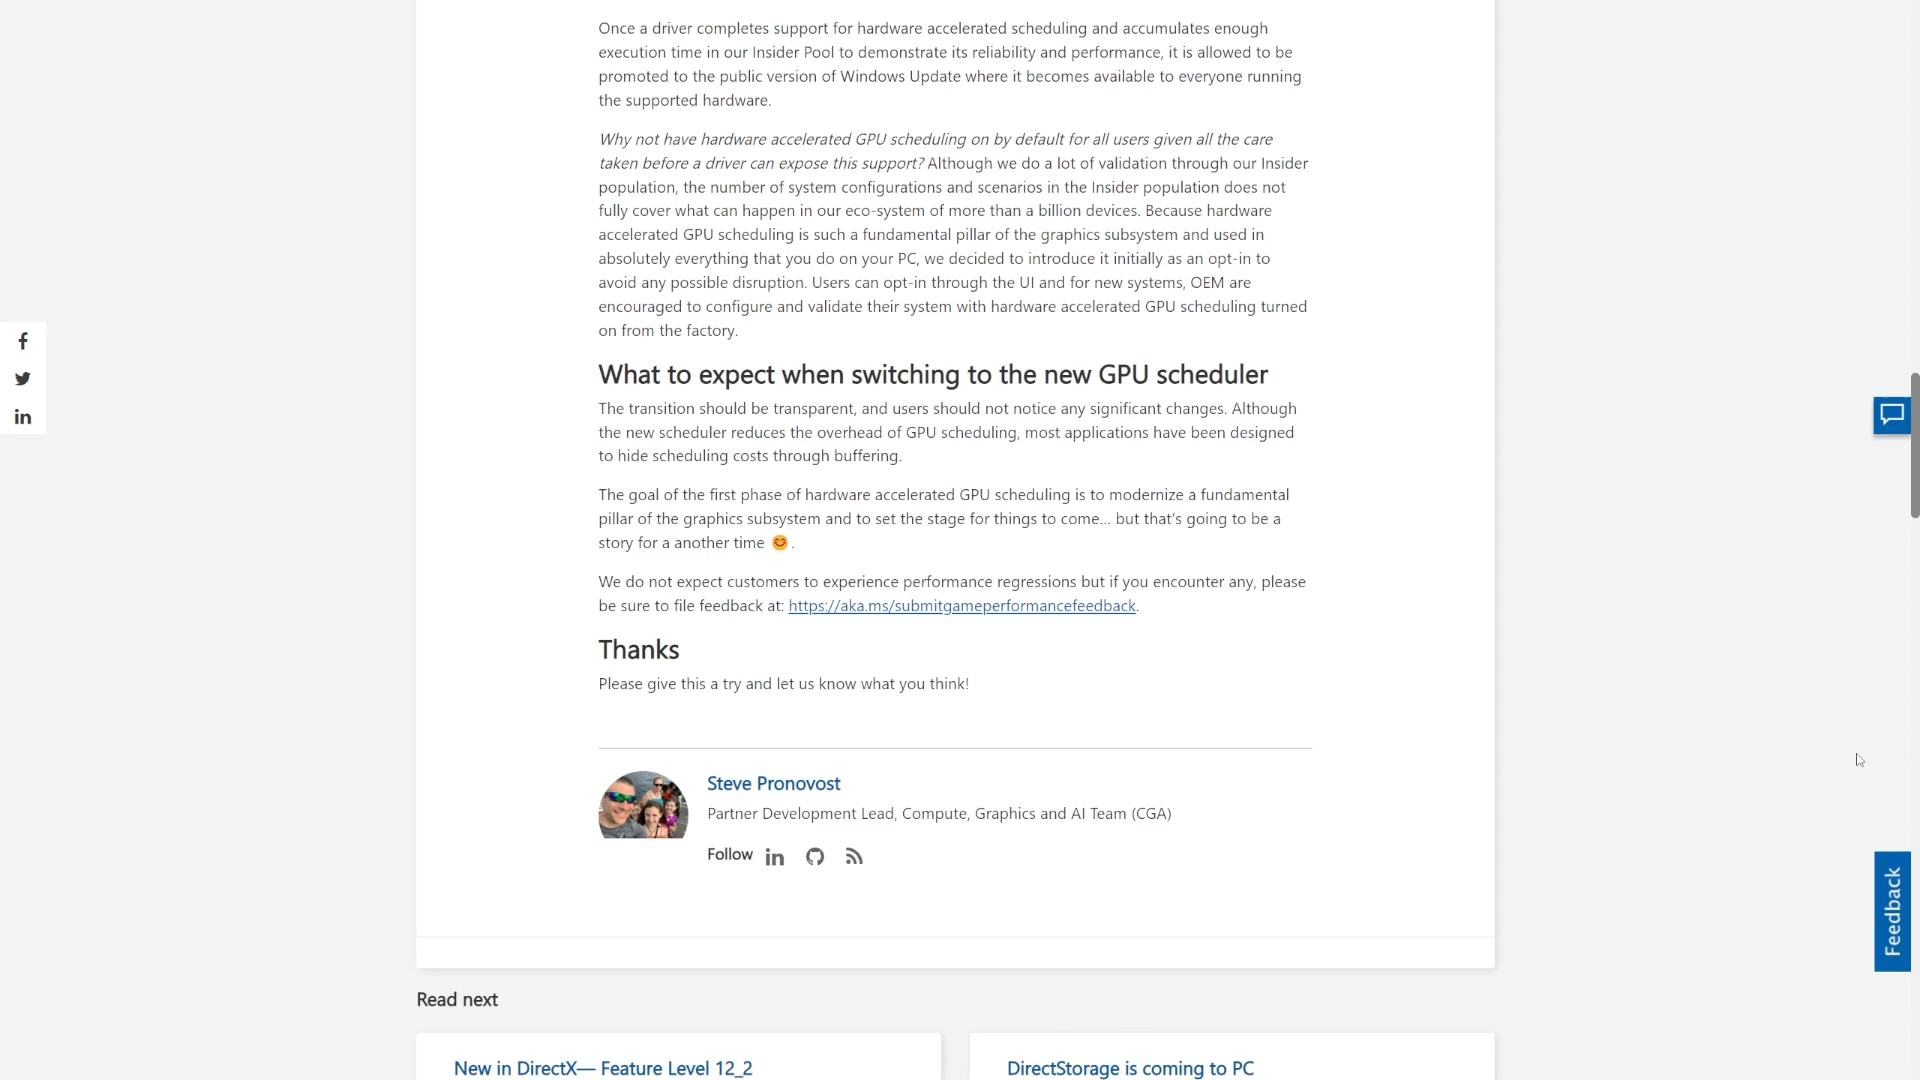 Once a driver completes support for hardware accelerated scheduling and accumulates enough
execution time in our Insider Pool to demonstrate its reliability and performance, it is allowed to be
promoted to the public version of Windows Update where it becomes available to everyone running
the supported hardware.
Why not have hardware accelerated GPU scheduling on by default for all users given all the care
taken before a driver can expose this support? Although we do a lot of validation through our Insider
population, the number of system configurations and scenarios in the Insider population does not
fully cover what can happen in our eco-system of more than a billion devices. Because hardware
accelerated GPU scheduling is such a fundamental pillar of the graphics subsystem and used in
absolutely everything that you do on your PC, we decided to introduce it initially as an opt-in to
avoid any possible disruption. Users can opt-in through the UI and for new systems, OEM are
encouraged to configure and validate their system with hardware accelerated GPU scheduling turned
on from the factory.
What to expect when switching to the new GPU scheduler
The transition should be transparent, and users should not notice any significant changes. Although
the new scheduler reduces the overhead of GPU scheduling, most applications have been designed
to hide scheduling costs through buffering.
The goal of the first phase of hardware accelerated GPU scheduling is to modernize a fundamental
pillar of the graphics subsystem and to set the stage for things to come… but that's going to be a
story for a another time 😊.
We do not expect customers to experience performance regressions but if you encounter any, please
be sure to file feedback at: https://aka.ms/submitgameperformancefeedback.
Thanks
Please give this a try and let us know what you think!
Steve Pronovost
Partner Development Lead, Compute, Graphics and AI Team (CGA)
Follow
Feedback
Read next
New in DirectX— Feature Level 12_2
DirectStorage is coming to PC